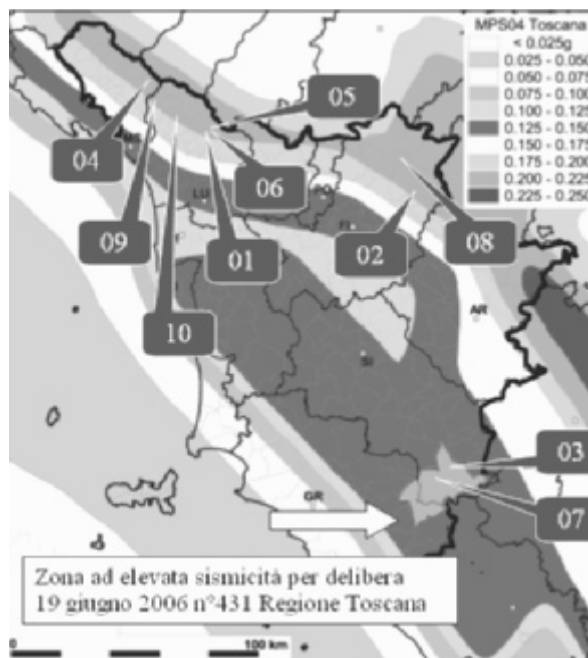 MPS04 Toscana
< 0.025g
0.025 - 0.050
0.050 - 0.075
0.075 - 0.100
0.100 - 0.125
0.125 - 0.150
0.150 - 0.175
0.175 - 0.200
0.200 - 0.225
0.225 - 0.250
05
04
06
LU
PO
FI
09
01
02
08
10
AR
SI
03
07
GR
Zona ad elevata sismicità per delibera
19 giugno 2006 n°431 Regione Toscana
0
100 km